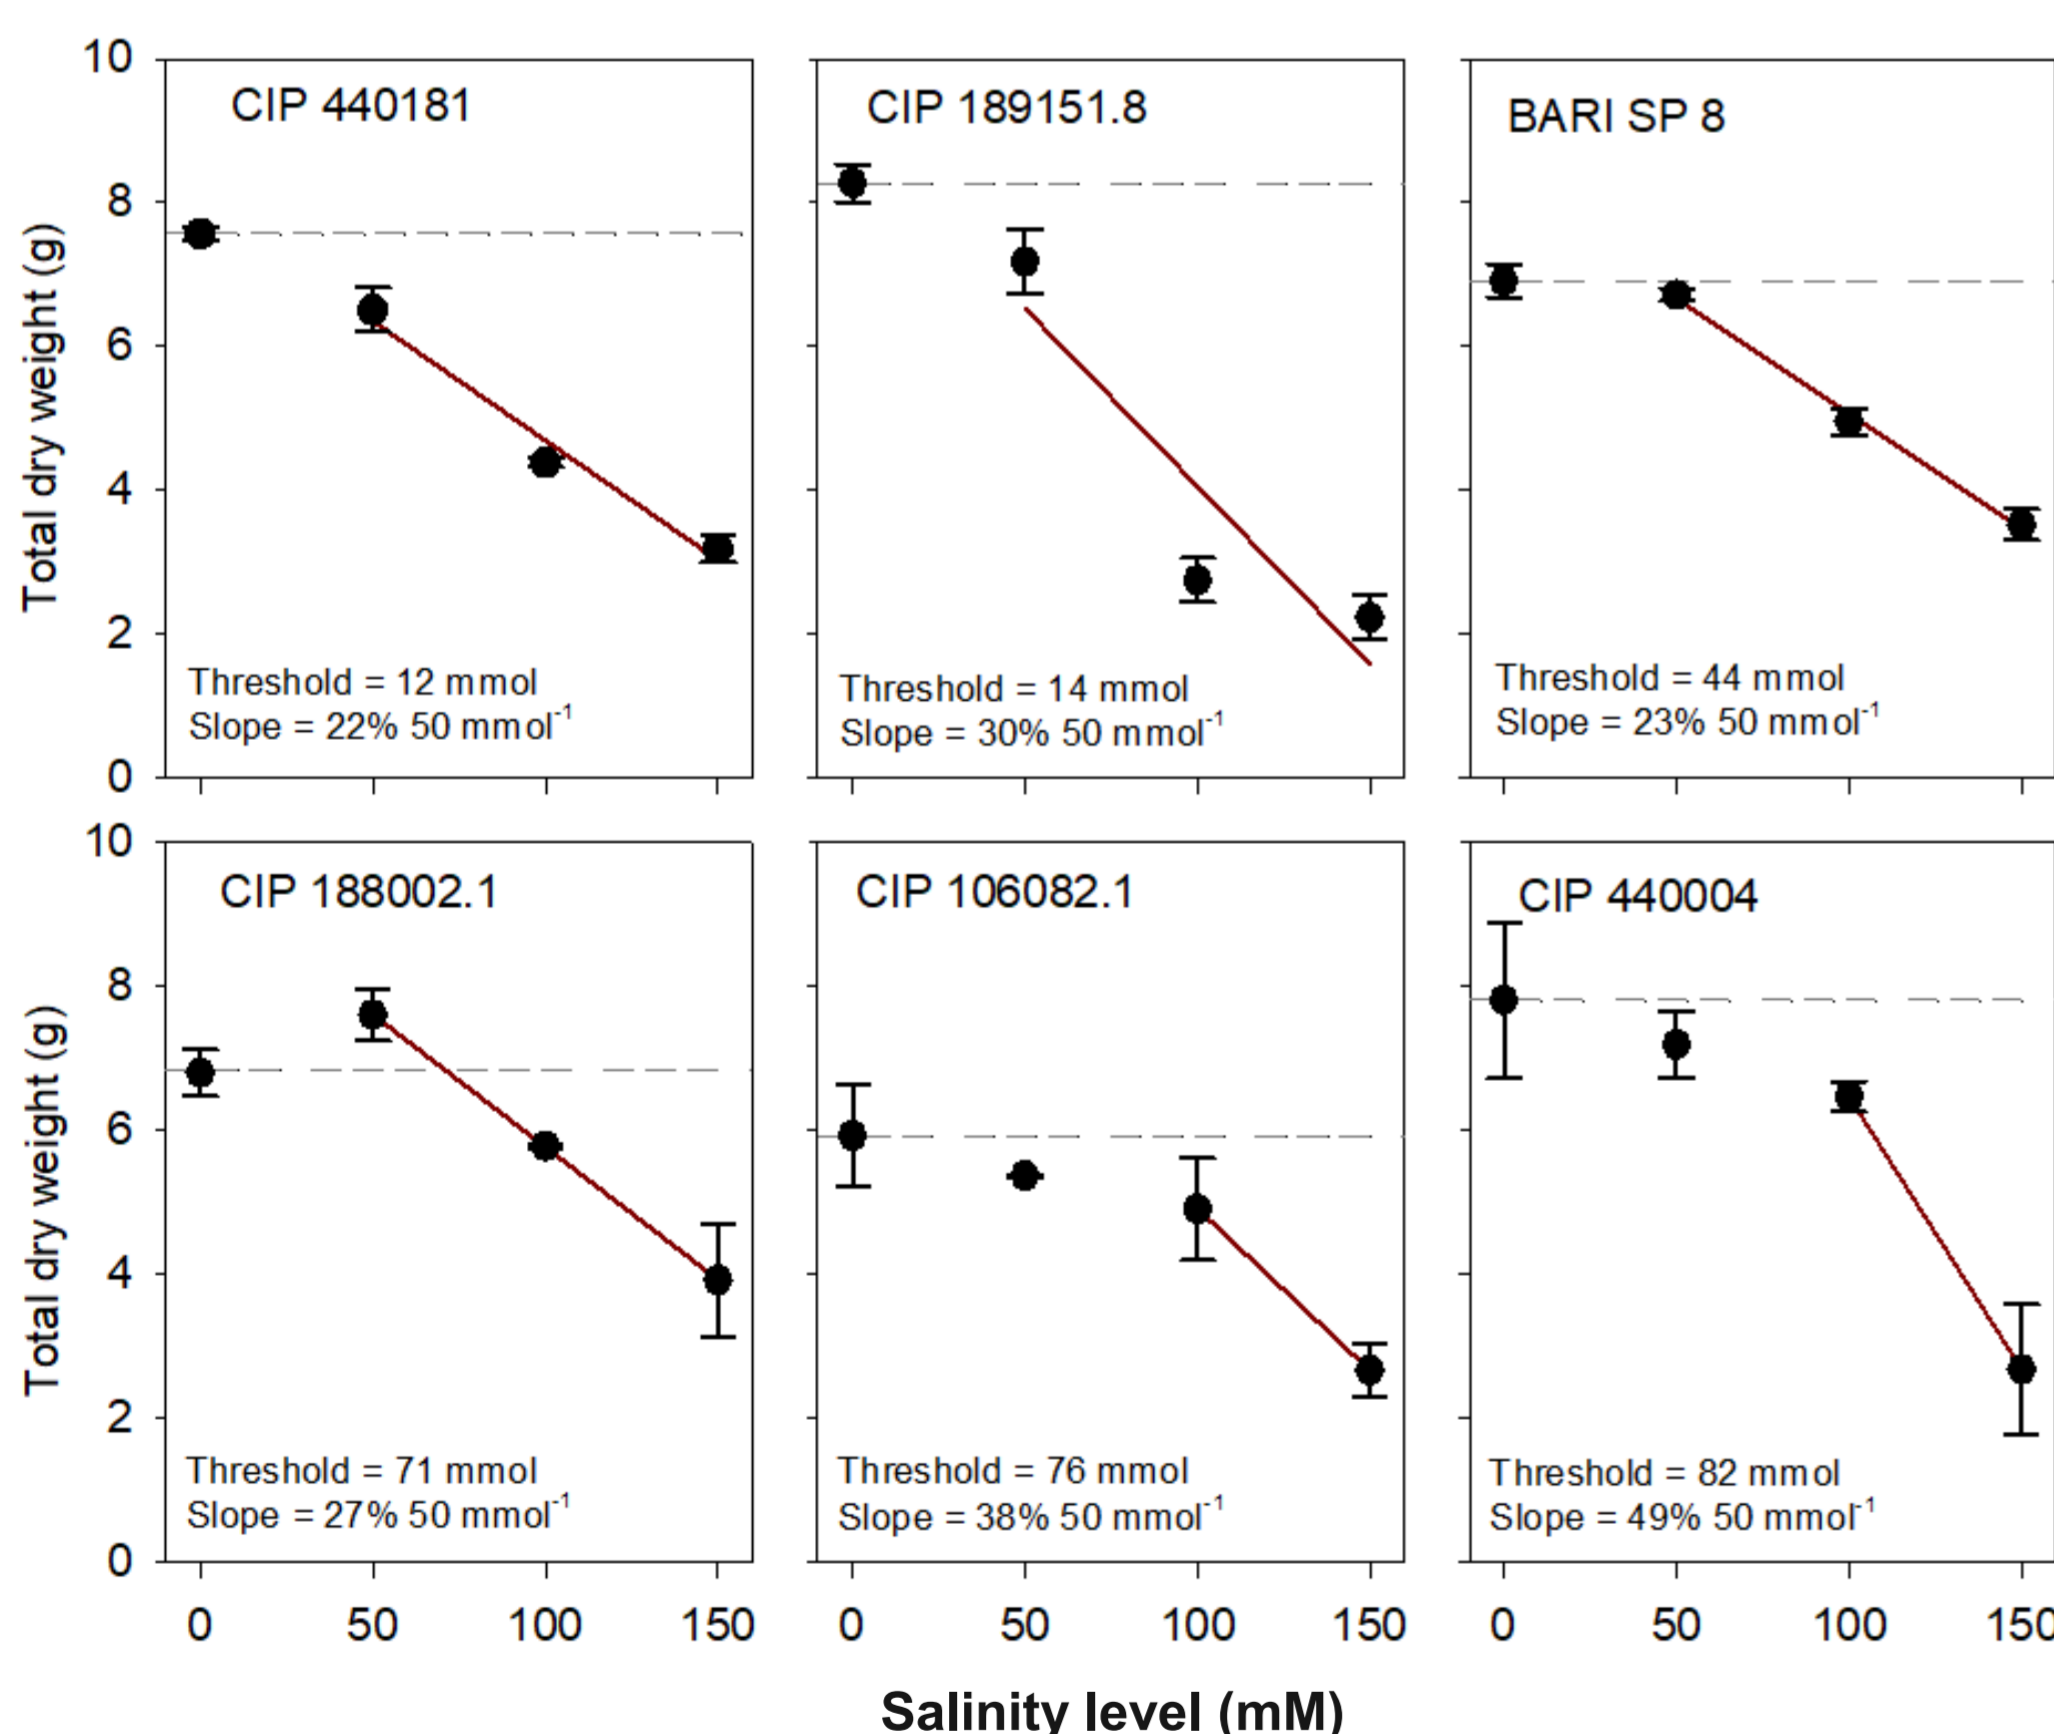 CIP 440181
CIP 189151.8
BARI SP 8
10
8
6
4
2
0
Total dry weight (g)
Threshold = 12 mmol
Slope = 22% 50 mmol⁻¹
Threshold = 14 mmol
Slope = 30% 50 mmol⁻¹
Threshold = 44 mmol
Slope = 23% 50 mmol⁻¹
CIP 188002.1
CIP 106082.1
CIP 440004
10
8
6
4
2
0
Total dry weight (g)
Threshold = 71 mmol
Slope = 27% 50 mmol⁻¹
Threshold = 76 mmol
Slope = 38% 50 mmol⁻¹
Threshold = 82 mmol
Slope = 49% 50 mmol⁻¹
0 50 100 150
0 50 100 150
0 50 100 150
Salinity level (mM)